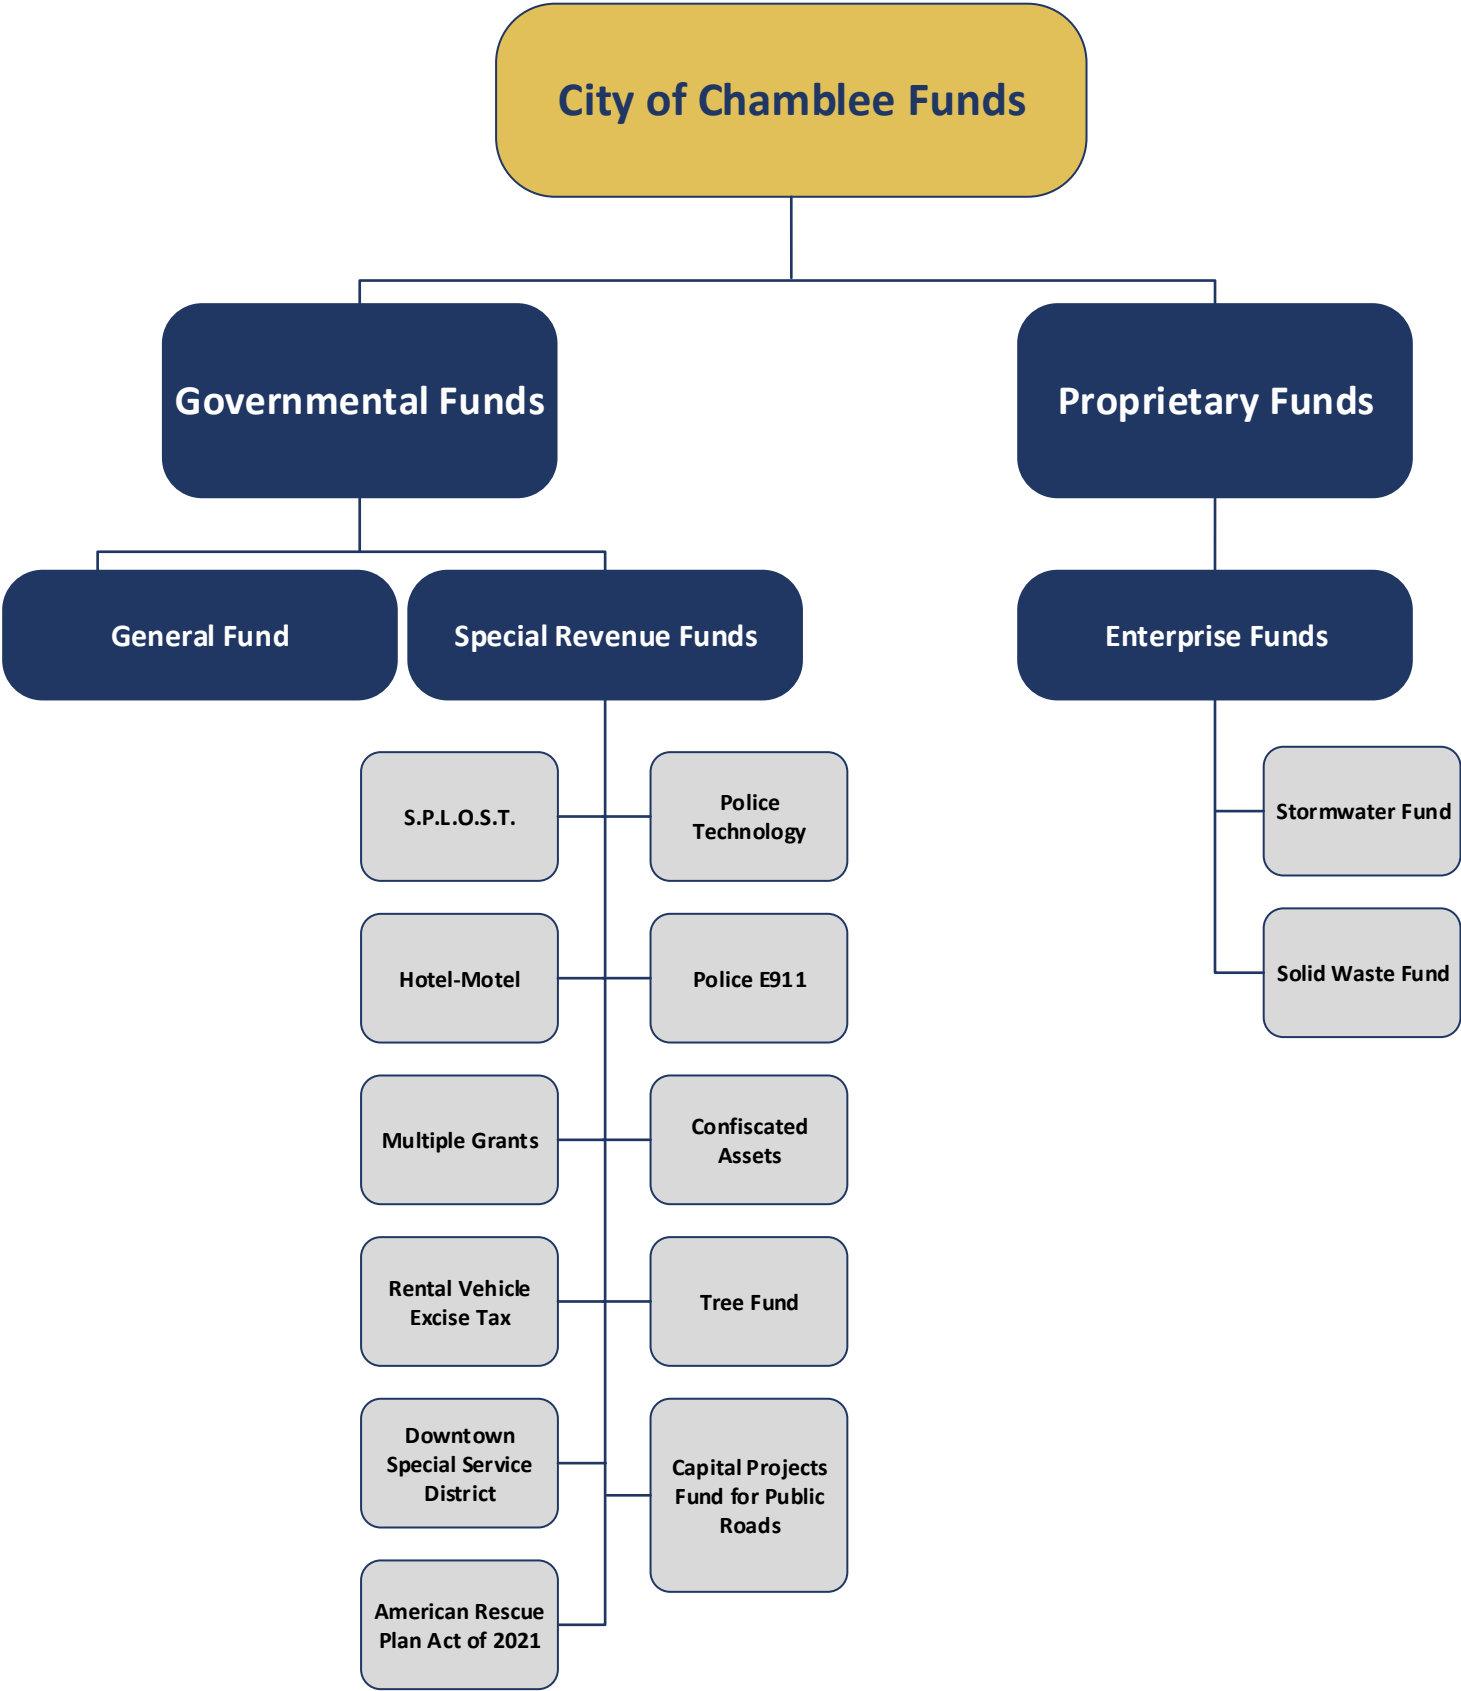 City of Chamblee Funds
Governmental Funds
Proprietary Funds
General Fund
Special Revenue Funds
Enterprise Funds
S.P.L.O.S.T.
Police
Technology
Stormwater Fund
Hotel-Motel
Police E911
Solid Waste Fund
Multiple Grants
Confiscated
Assets
Rental Vehicle
Excise Tax
Tree Fund
Downtown
Special Service
District
Capital Projects
Fund for Public
Roads
American Rescue
Plan Act of 2021